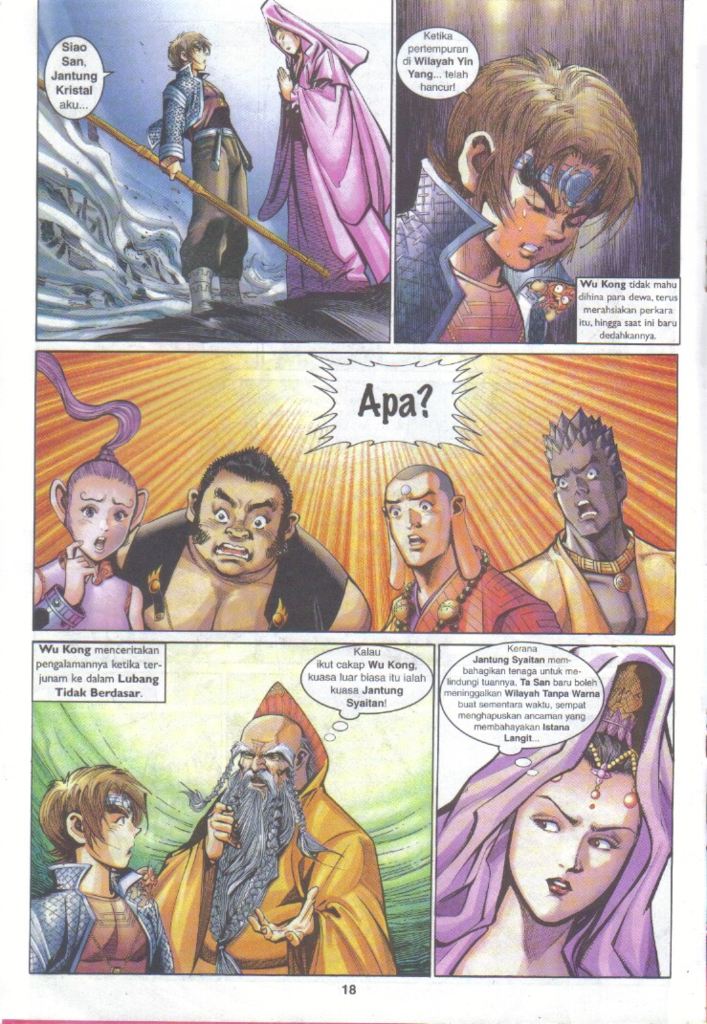 Siao
San,
Jantung
Kristal
aku...
Ketika
pertempuran
di Wilayah Yin
Yang... telah
hancur!
Wu Kong tidak mahu
dihina para dewa, terus
merahsiakan perkara
itu, hingga saat ini baru
dedahkannya.
Apa?
Wu Kong menceritakan
pengalamannya ketika ter-
junam ke dalam Lubang
Tidak Berdasar.
Kalau
ikut cakap Wu Kong,
kuasa luar biasa itu ialah
kuasa Jantung
Syaitan!
Kerana
Jantung Syaitan mem-
bahagikan tenaga untuk me-
lindungi tuannya, Ta San baru boleh
meninggalkan Wilayah Tanpa Warna
buat sementara waktu, sempat
menghapuskan ancaman yang
membahayakan Istana
Langit...
18